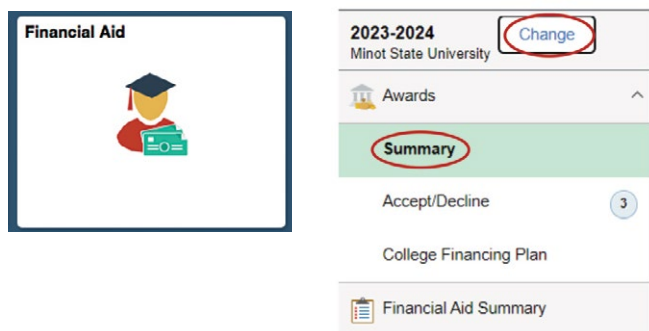 Financial Aid
2023-2024
Change
Minot State University
Awards
Summary
Accept/Decline
3
College Financing Plan
Financial Aid Summary